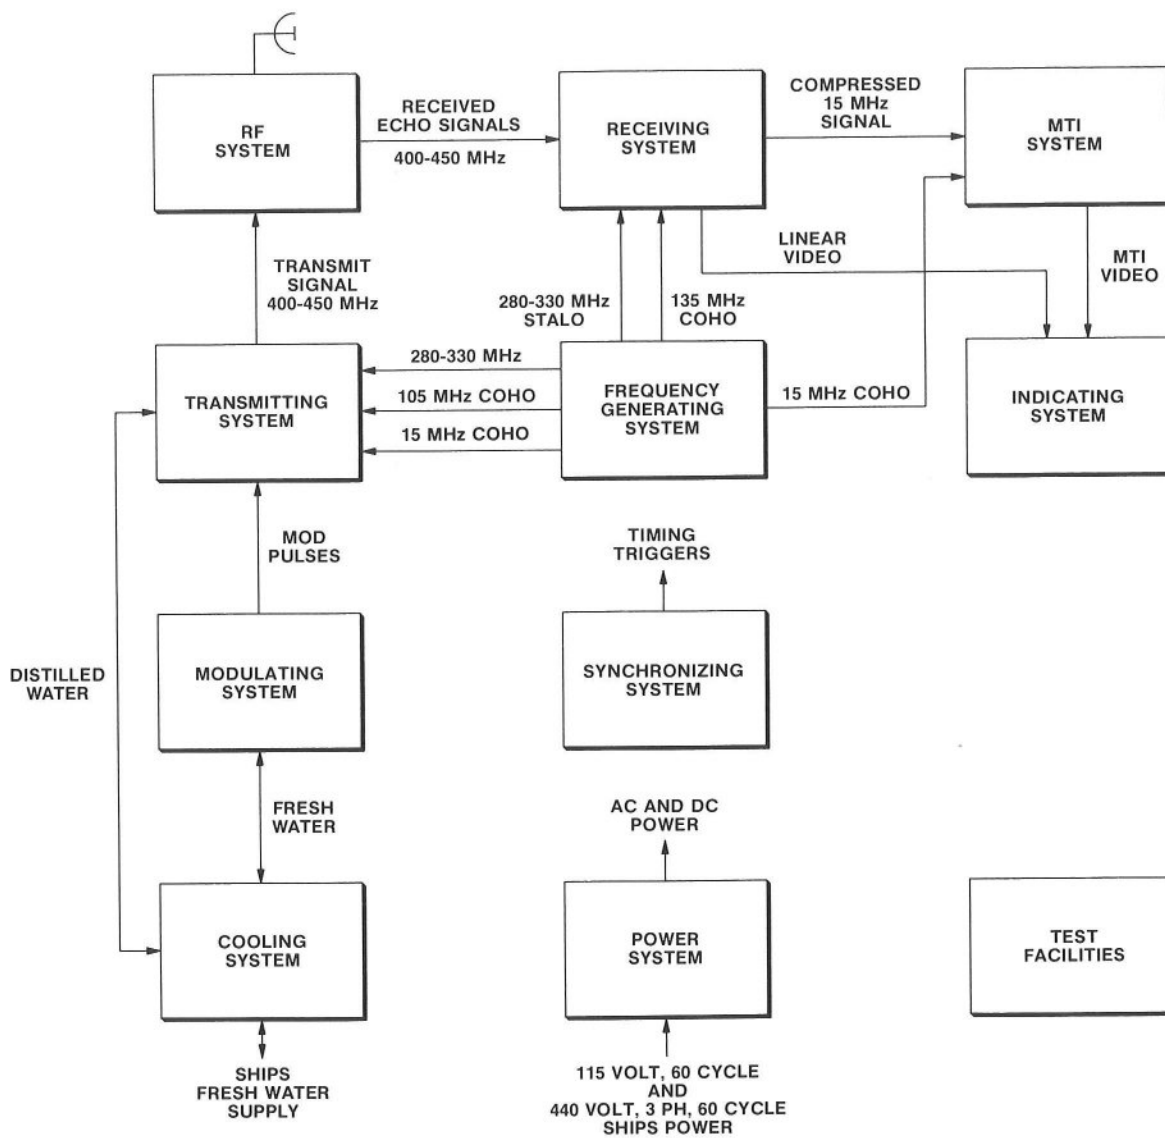 RF
SYSTEM
RECEIVED
ECHO SIGNALS
400-450 MHz
RECEIVING
SYSTEM
COMPRESSED
15 MHz
SIGNAL
MTI
SYSTEM
TRANSMIT
SIGNAL
400-450 MHz
280-330 MHz
STALO
135 MHz
COHO
LINEAR
VIDEO
MTI
VIDEO
TRANSMITTING
SYSTEM
280-330 MHz
105 MHz COHO
15 MHz COHO
FREQUENCY
GENERATING
SYSTEM
15 MHz COHO
INDICATING
SYSTEM
MOD
PULSES
TIMING
TRIGGERS
DISTILLED
WATER
MODULATING
SYSTEM
SYNCHRONIZING
SYSTEM
FRESH
WATER
AC AND DC
POWER
COOLING
SYSTEM
POWER
SYSTEM
TEST
FACILITIES
SHIPS
FRESH WATER
SUPPLY
115 VOLT, 60 CYCLE
AND
440 VOLT, 3 PH, 60 CYCLE
SHIPS POWER